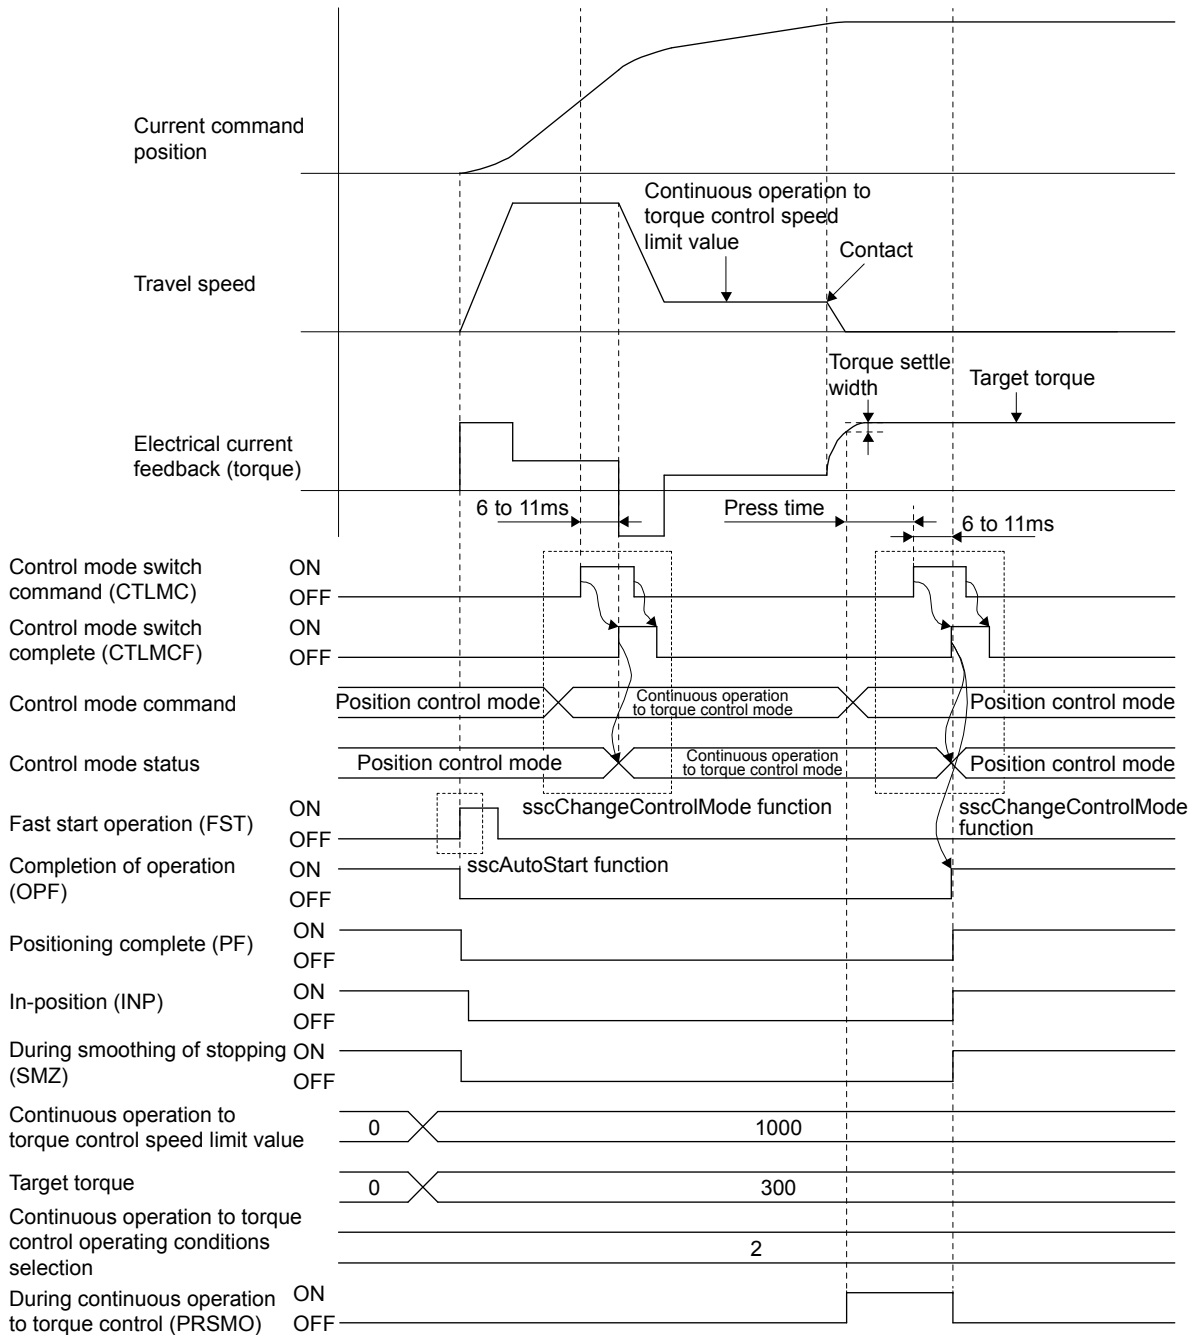 Current command
position
Continuous operation to
torque control speed
limit value
Contact
Travel speed
Torque settle
width
Target torque
Electrical current
feedback (torque)
6 to 11ms
Press time
6 to 11ms
Control mode switch
command (CTLMC)
ON
OFF
Control mode switch
complete (CTLMCF)
ON
OFF
Control mode command
Position control mode
Continuous operation
to torque control mode
Position control mode
Control mode status
Position control mode
Continuous operation
to torque control mode
Position control mode
Fast start operation (FST)
ON
OFF
sscChangeControlMode function
sscChangeControlMode
function
sscAutoStart function
Completion of operation
(OPF)
ON
OFF
Positioning complete (PF)
ON
OFF
In-position (INP)
ON
OFF
During smoothing of stopping
(SMZ)
ON
OFF
Continuous operation to
torque control speed limit value
0
1000
Target torque
0
300
Continuous operation to torque
control operating conditions
selection
2
During continuous operation
to torque control (PRSMO)
ON
OFF